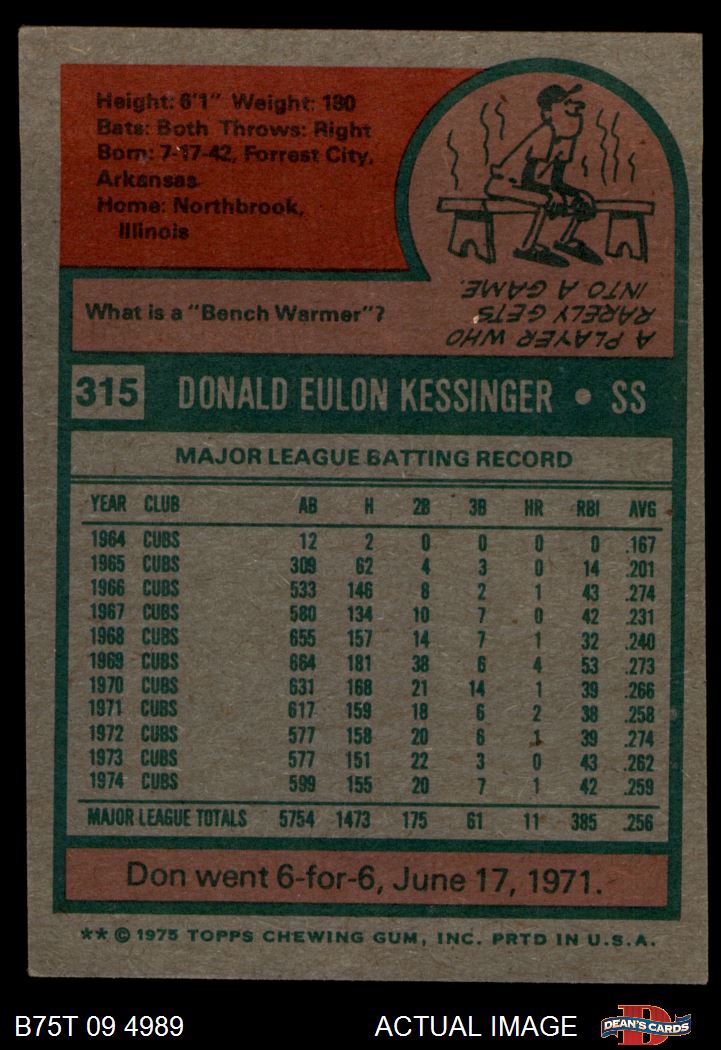 Height: 6'1" Weight: 180
Bats: Both Throws: Right
Born: 7-17-42, Forrest City,
Arkansas
Home: Northbrook,
Illinois
What is a "Bench Warmer"?
A PLAYER WHO
RARELY GETS
INTO A GAME.
315 DONALD EULON KESSINGER • SS
MAJOR LEAGUE BATTING RECORD
YEAR CLUB AB H 2B 3B HR RBI AVG
1964 CUBS 12 2 0 0 0 0 .167
1965 CUBS 309 62 4 3 0 14 .201
1966 CUBS 533 146 8 2 1 43 .274
1967 CUBS 580 134 10 7 0 42 .231
1968 CUBS 655 157 14 7 1 32 .240
1969 CUBS 664 181 38 6 4 53 .273
1970 CUBS 631 168 21 14 1 39 .266
1971 CUBS 617 159 18 6 2 38 .258
1972 CUBS 577 158 20 6 1 39 .274
1973 CUBS 577 151 22 3 0 43 .262
1974 CUBS 599 155 20 7 1 42 .259
MAJOR LEAGUE TOTALS 5754 1473 175 61 11 385 .256
Don went 6-for-6, June 17, 1971.
** © 1975 TOPPS CHEWING GUM, INC. PRTD IN U.S.A.
B75T 09 4989 ACTUAL IMAGE D DEAN'S CARDS